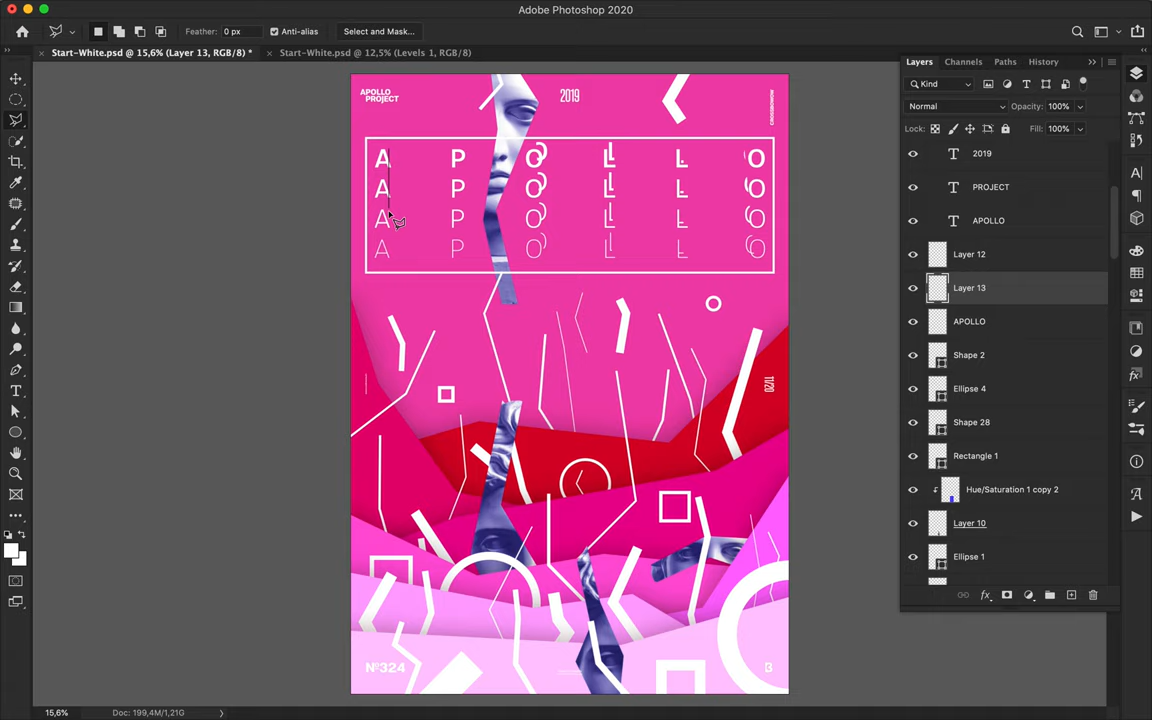 Adobe Photoshop 2020
Feather: 0 px
Anti-alias
Select and Mask...
Start-White.psd @ 15,6% (Layer 13, RGB/8) *
Start-White.psd @ 12,5% (Levels 1, RGB/8)
Layers
Channels
Paths
History
Kind
Normal
Opacity: 100%
Lock:
Fill: 100%
2019
PROJECT
APOLLO
Layer 12
Layer 13
APOLLO
Shape 2
Ellipse 4
Shape 28
Rectangle 1
Hue/Saturation 1 copy 2
Layer 10
Ellipse 1
APOLLO
PROJECT
2019
CROSSBOWOW
A P O L L O
A P O L L O
A P O L L O
A P O L L O
11/20
№324
15,6%
Doc: 199,4M/1,21G